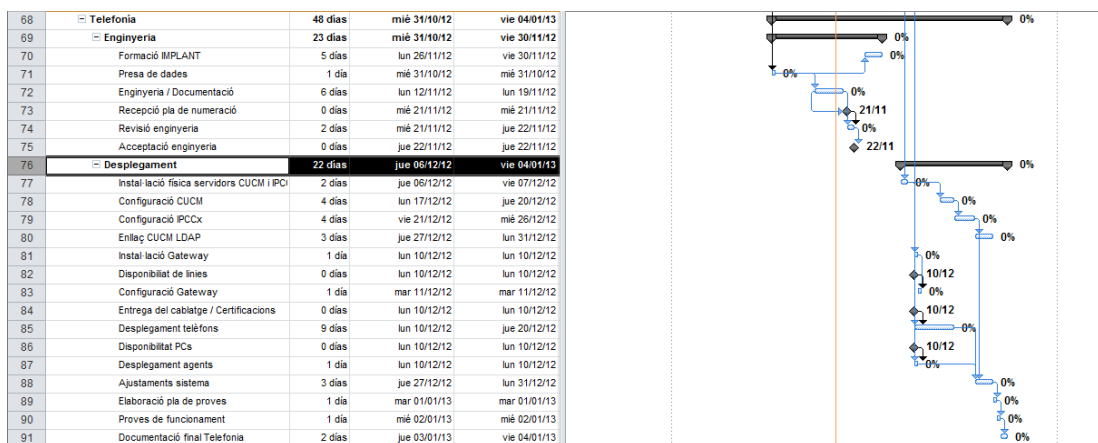 68 Telefonía 48 días mié 31/10/12 vie 04/01/13 0%
69 Enginyeria 23 días mié 31/10/12 vie 30/11/12 0%
70 Formació IMPLANT 5 días lun 26/11/12 vie 30/11/12 0%
71 Presa de dades 1 día mié 31/10/12 mié 31/10/12 0%
72 Enginyeria / Documentació 6 días lun 12/11/12 lun 19/11/12 0%
73 Recepció pla de numeració 0 días mié 21/11/12 mié 21/11/12 21/11
74 Revisió enginyeria 2 días mié 21/11/12 jue 22/11/12 0%
75 Acceptació enginyeria 0 días jue 22/11/12 jue 22/11/12 22/11
76 Desplegament 22 días jue 06/12/12 vie 04/01/13 0%
77 Instal·lació física servidors CUCM i IPC 2 días jue 06/12/12 vie 07/12/12 0%
78 Configuració CUCM 4 días lun 17/12/12 jue 20/12/12 0%
79 Configuració IPCCx 4 días vie 21/12/12 mié 26/12/12 0%
80 Enllaç CUCM LDAP 3 días jue 27/12/12 lun 31/12/12 0%
81 Instal·lació Gateway 1 día lun 10/12/12 lun 10/12/12 0%
82 Disponibiliat de linies 0 días lun 10/12/12 lun 10/12/12 10/12
83 Configuració Gateway 1 día mar 11/12/12 mar 11/12/12 0%
84 Entrega del cablatge / Certificacions 0 días lun 10/12/12 lun 10/12/12 10/12
85 Desplegament telèfons 9 días lun 10/12/12 jue 20/12/12 0%
86 Disponibilitat PCs 0 días lun 10/12/12 lun 10/12/12 10/12
87 Desplegament agents 1 día lun 10/12/12 lun 10/12/12 0%
88 Ajustaments sistema 3 días jue 27/12/12 lun 31/12/12 0%
89 Elaboració pla de proves 1 día mar 01/01/13 mar 01/01/13 0%
90 Proves de funcionament 1 día mié 02/01/13 mié 02/01/13 0%
91 Documentació final Telefonia 2 días jue 03/01/13 vie 04/01/13 0%